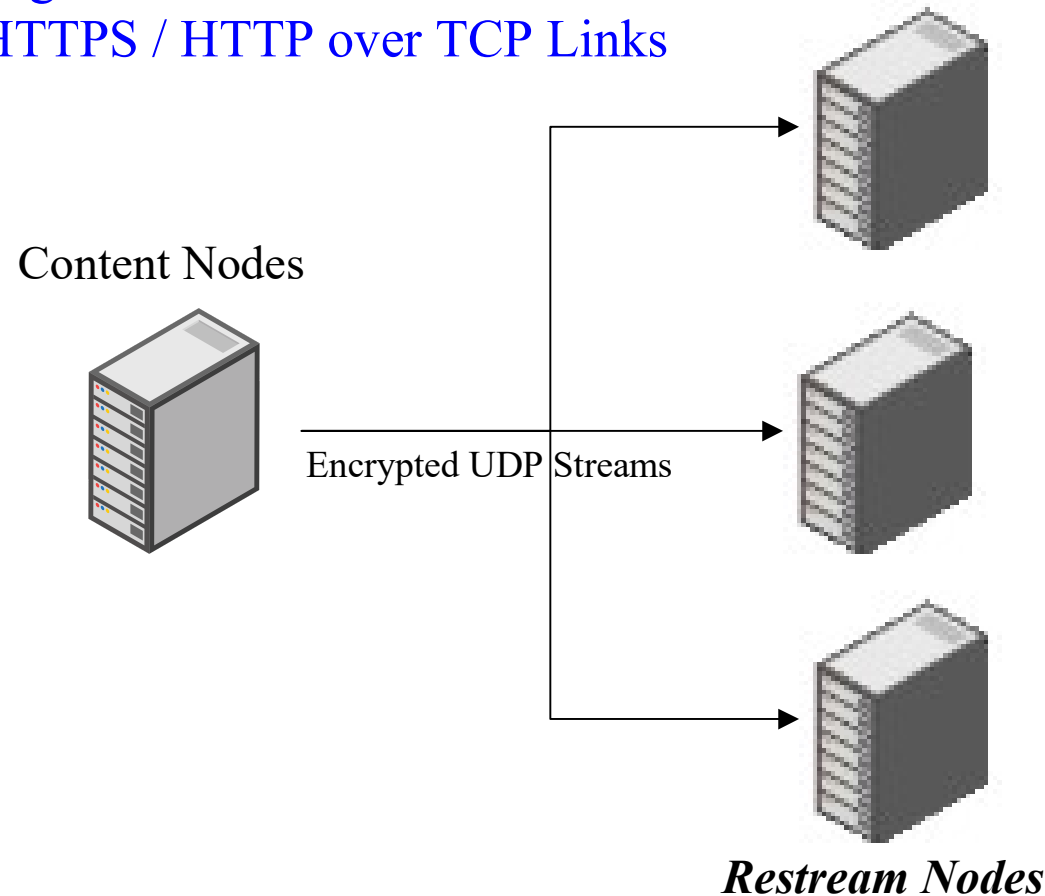 HTTPS / HTTP over TCP Links
Content Nodes
Encrypted UDP Streams
Restream Nodes